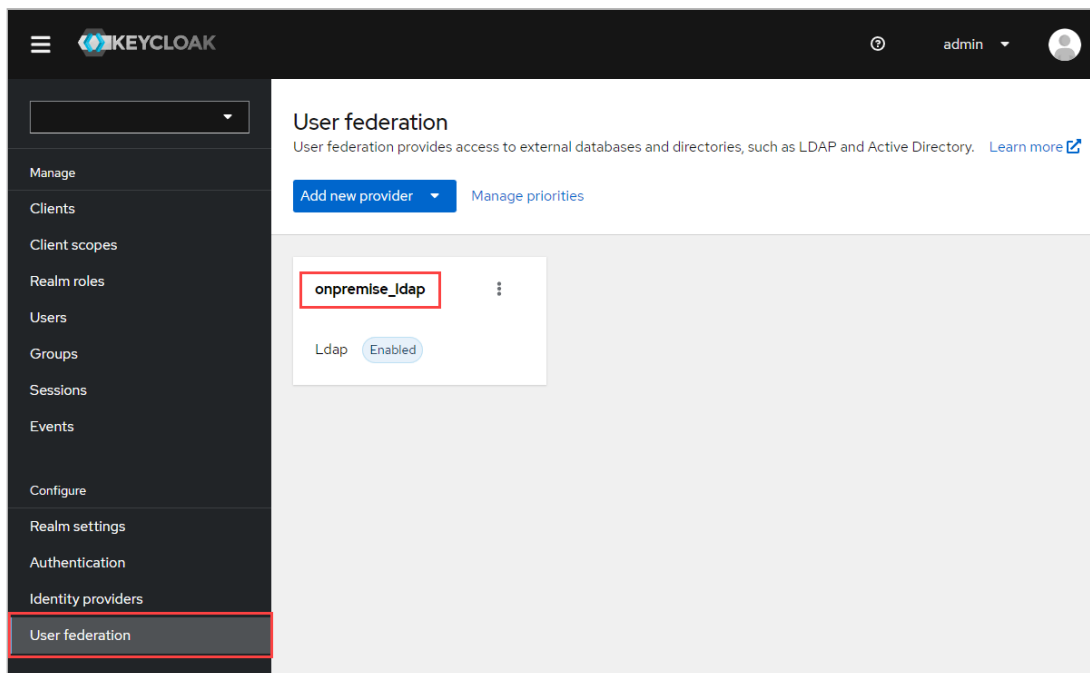 KEYCLOAK
admin
Manage
Clients
Client scopes
Realm roles
Users
Groups
Sessions
Events
Configure
Realm settings
Authentication
Identity providers
User federation
User federation
User federation provides access to external databases and directories, such as LDAP and Active Directory. Learn more
Add new provider Manage priorities
onpremise_ldap
Ldap Enabled